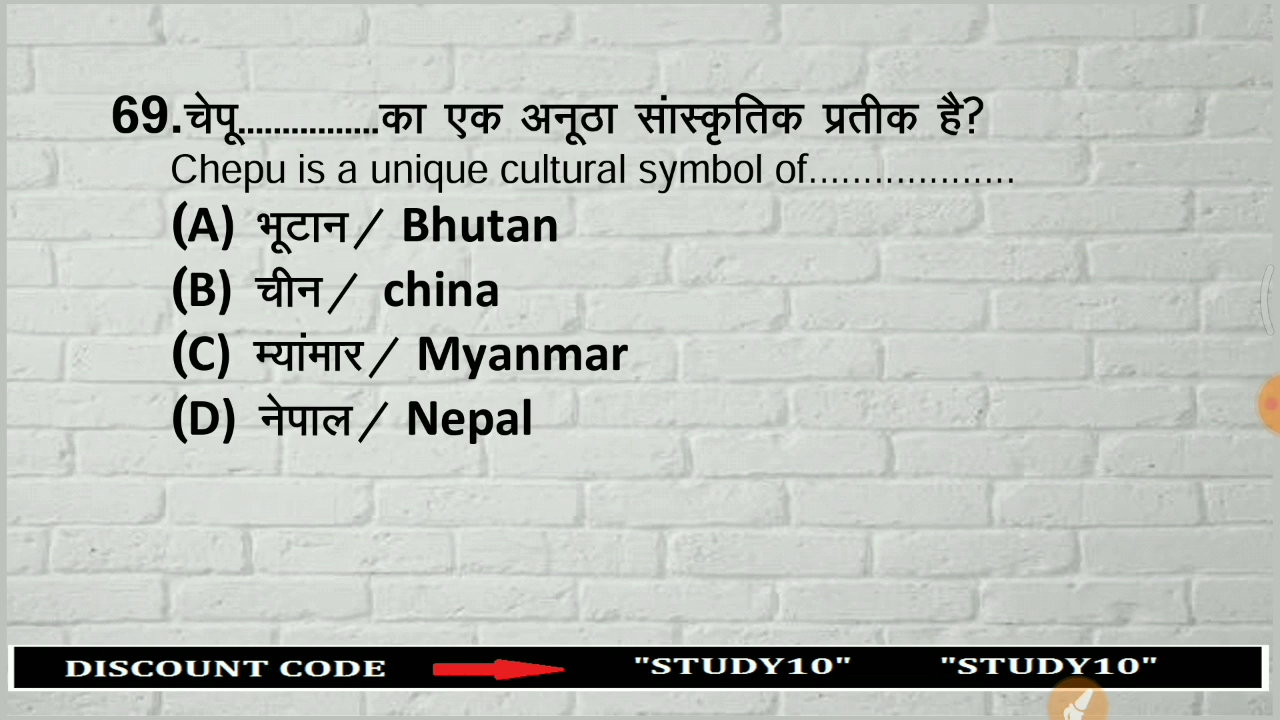 69.चेपू................का एक अनूठा सांस्कृतिक प्रतीक है?
Chepu is a unique cultural symbol of...................
(A) भूटान/ Bhutan
(B) चीन/ china
(C) म्यांमार/ Myanmar
(D) नेपाल/ Nepal
DISCOUNT CODE "STUDY10" "STUDY10"